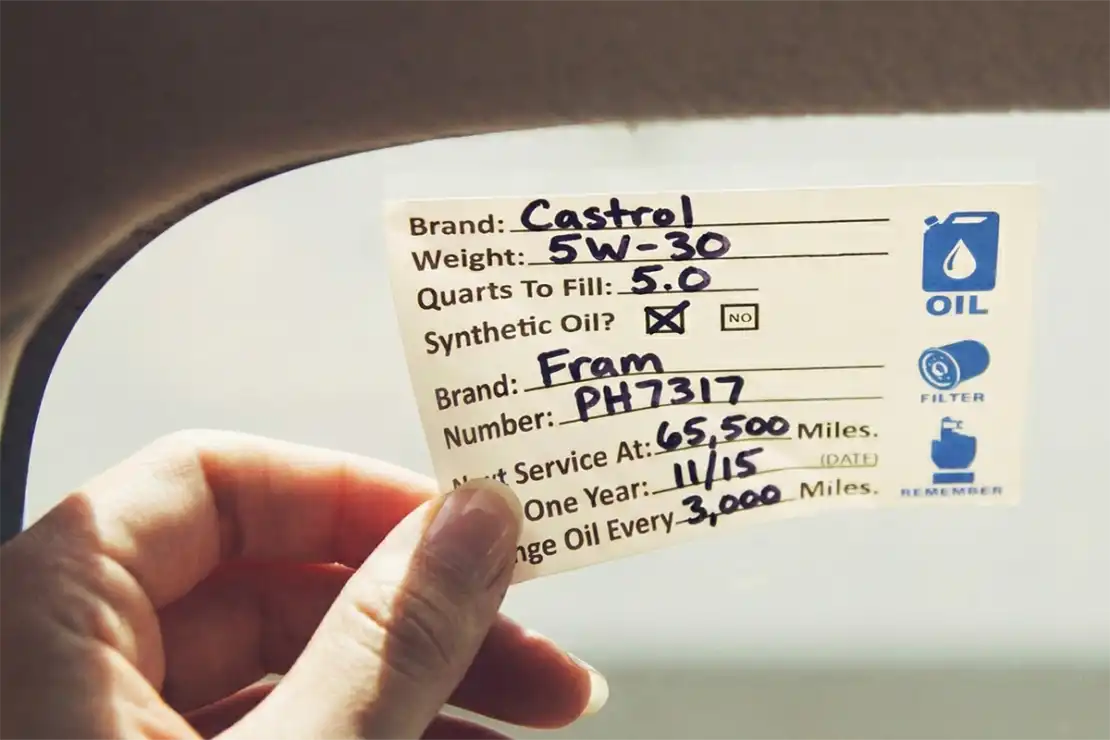 Brand: Castrol
Weight: 5W-30
Quarts To Fill: 5.0
Synthetic Oil? NO
Brand: Fram
Number: PH7317
Service At: 65,500 Miles.
One Year: 11/15 (DATE)
Oil Every 3,000 Miles.
OIL
FILTER
REMEMBER